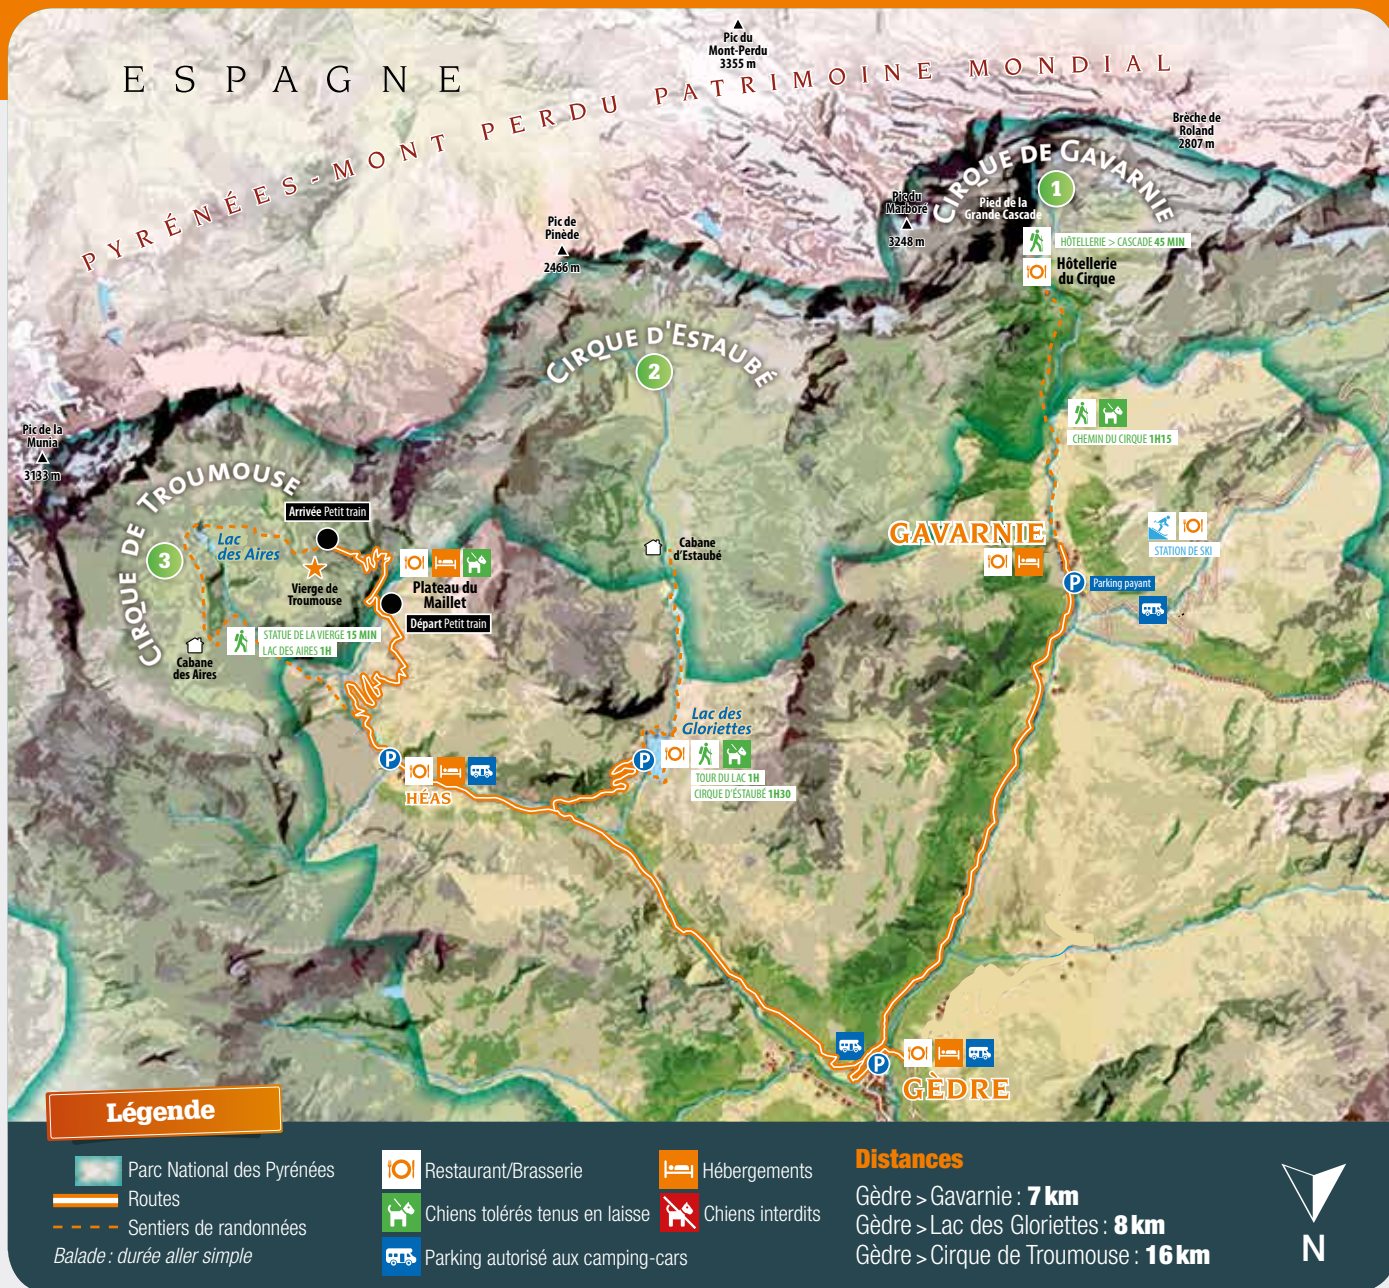 ESPAGNE
PYRÉNÉES-MONT PERDU PATRIMOINE MONDIAL
Pic du
Mont-Perdu
3355 m
Brèche de
Roland
2807 m
CIRQUE DE GAVARNIE
1
Pied de la
Grande Cascade
Pic du
Marboré
3248 m
HÔTELLERIE > CASCADE 45 MIN
Hôtellerie
du Cirque
Pic de
Pinède
2466 m
CIRQUE D'ESTAUBÉ
2
CHEMIN DU CIRQUE 1H15
Pic de la
Munia
3133 m
CIRQUE DE TROUMOUSE
3
Arrivée Petit train
Lac
des Aires
Vierge de
Troumouse
Plateau du
Maillet
Départ Petit train
STATUE DE LA VIERGE 15 MIN
LAC DES AIRES 1H
Cabane
des Aires
Cabane
d'Estaubé
GAVARNIE
STATION DE SKI
P
Parking payant
Lac des
Gloriettes
P
TOUR DU LAC 1H
CIRQUE D'ÉSTAUBÉ 1H30
P
HÉAS
P
GÈDRE
Légende
Parc National des Pyrénées
Routes
Sentiers de randonnées
Balade : durée aller simple
Restaurant/Brasserie
Chiens tolérés tenus en laisse
Parking autorisé aux camping-cars
Hébergements
Chiens interdits
Distances
Gèdre > Gavarnie : 7 km
Gèdre > Lac des Gloriettes : 8 km
Gèdre > Cirque de Troumouse : 16 km
N